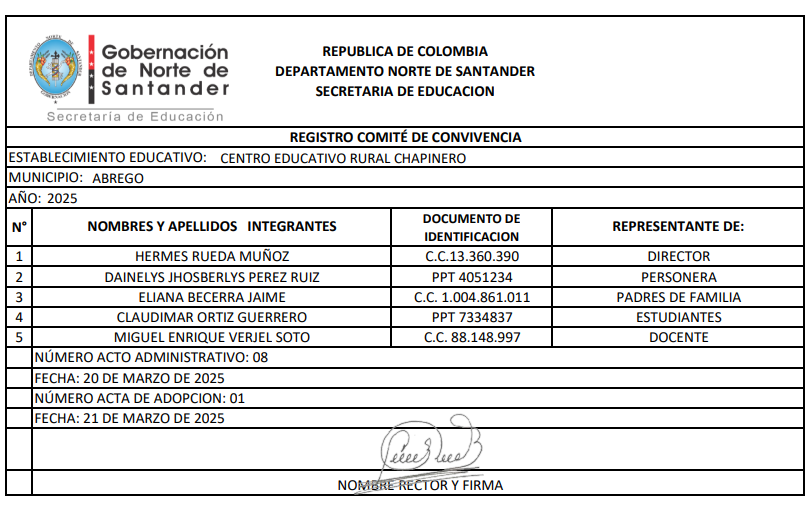 Gobernación
de Norte de
Santander
Secretaría de Educación
REPUBLICA DE COLOMBIA
DEPARTAMENTO NORTE DE SANTANDER
SECRETARIA DE EDUCACION
REGISTRO COMITÉ DE CONVIVENCIA
ESTABLECIMIENTO EDUCATIVO: CENTRO EDUCATIVO RURAL CHAPINERO
MUNICIPIO: ABREGO
AÑO: 2025
N° NOMBRES Y APELLIDOS INTEGRANTES DOCUMENTO DE IDENTIFICACION REPRESENTANTE DE:
1 HERMES RUEDA MUÑOZ C.C.13.360.390 DIRECTOR
2 DAINELYS JHOSBERLYS PEREZ RUIZ PPT 4051234 PERSONERA
3 ELIANA BECERRA JAIME C.C. 1.004.861.011 PADRES DE FAMILIA
4 CLAUDIMAR ORTIZ GUERRERO PPT 7334837 ESTUDIANTES
5 MIGUEL ENRIQUE VERJEL SOTO C.C. 88.148.997 DOCENTE
NÚMERO ACTO ADMINISTRATIVO: 08
FECHA: 20 DE MARZO DE 2025
NÚMERO ACTA DE ADOPCION: 01
FECHA: 21 DE MARZO DE 2025
NOMBRE RECTOR Y FIRMA